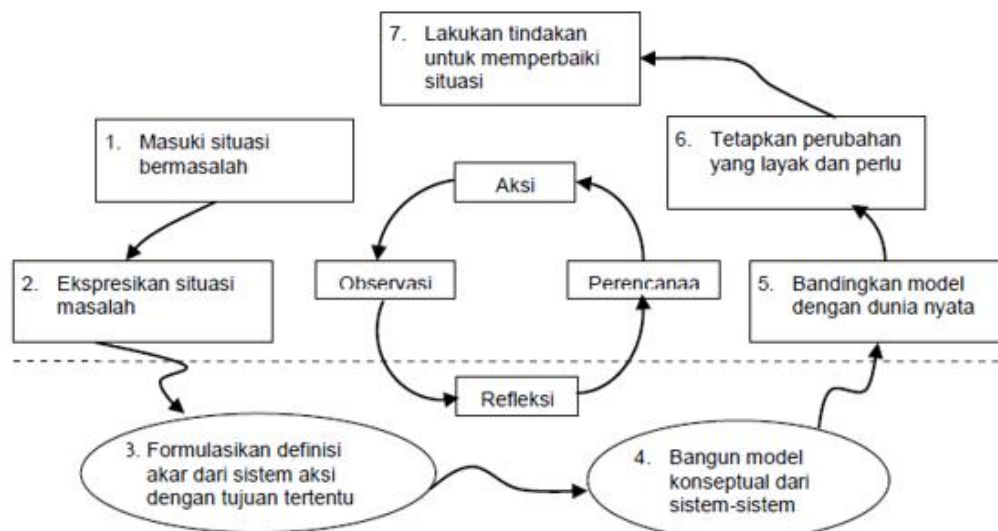 7. Lakukan tindakan
untuk memperbaiki
situasi
1. Masuki situasi
bermasalah
6. Tetapkan perubahan
yang layak dan perlu
Aksi
2. Ekspresikan situasi
masalah
Observasi
Perencanaa
5. Bandingkan model
dengan dunia nyata
Refleksi
3. Formulasikan definisi
akar dari sistem aksi
dengan tujuan tertentu
4. Bangun model
konseptual dari
sistem-sistem